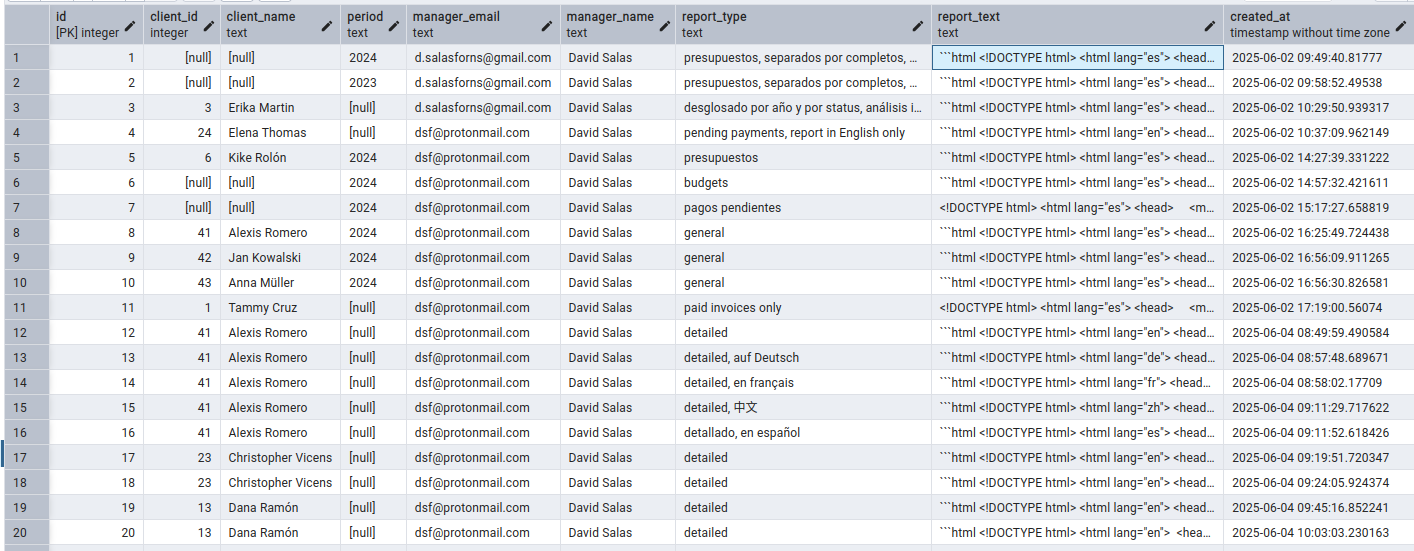 id client_id client_name period manager_email manager_name report_type report_text created_at
[PK] integer integer text text text text text text timestamp without time zone
1 1 [null] [null] 2024 d.salasforns@gmail.com David Salas presupuestos, separados por completos, ... ```html <!DOCTYPE html> <html lang="es"> <head... 2025-06-02 09:49:40.81777
2 2 [null] [null] 2023 d.salasforns@gmail.com David Salas presupuestos, separados por completos, ... ```html <!DOCTYPE html> <html lang="es"> <head... 2025-06-02 09:58:52.49538
3 3 3 Erika Martin [null] d.salasforns@gmail.com David Salas desglosado por año y por status, análisis i... ```html <!DOCTYPE html> <html lang="es"> <head... 2025-06-02 10:29:50.939317
4 4 24 Elena Thomas [null] dsf@protonmail.com David Salas pending payments, report in English only ```html <!DOCTYPE html> <html lang="en"> <head... 2025-06-02 10:37:09.962149
5 5 6 Kike Rolón 2024 dsf@protonmail.com David Salas presupuestos ```html <!DOCTYPE html> <html lang="es"> <head... 2025-06-02 14:27:39.331222
6 6 [null] [null] 2024 dsf@protonmail.com David Salas budgets ```html <!DOCTYPE html> <html lang="es"> <head... 2025-06-02 14:57:32.421611
7 7 [null] [null] 2024 dsf@protonmail.com David Salas pagos pendientes <!DOCTYPE html> <html lang="es"> <head> <m... 2025-06-02 15:17:27.658819
8 8 41 Alexis Romero 2024 dsf@protonmail.com David Salas general ```html <!DOCTYPE html> <html lang="es"> <head... 2025-06-02 16:25:49.724438
9 9 42 Jan Kowalski 2024 dsf@protonmail.com David Salas general ```html <!DOCTYPE html> <html lang="es"> <head... 2025-06-02 16:56:09.911265
10 10 43 Anna Müller 2024 dsf@protonmail.com David Salas general ```html <!DOCTYPE html> <html lang="es"> <head... 2025-06-02 16:56:30.826581
11 11 1 Tammy Cruz [null] dsf@protonmail.com David Salas paid invoices only <!DOCTYPE html> <html lang="es"> <head> <m... 2025-06-02 17:19:00.56074
12 12 41 Alexis Romero [null] dsf@protonmail.com David Salas detailed ```html <!DOCTYPE html> <html lang="en"> <head... 2025-06-04 08:49:59.490584
13 13 41 Alexis Romero [null] dsf@protonmail.com David Salas detailed, auf Deutsch ```html <!DOCTYPE html> <html lang="de"> <head... 2025-06-04 08:57:48.689671
14 14 41 Alexis Romero [null] dsf@protonmail.com David Salas detailed, en français ```html <!DOCTYPE html> <html lang="fr"> <head... 2025-06-04 08:58:02.17709
15 15 41 Alexis Romero [null] dsf@protonmail.com David Salas detailed, 中文 ```html <!DOCTYPE html> <html lang="zh"> <head... 2025-06-04 09:11:29.717622
16 16 41 Alexis Romero [null] dsf@protonmail.com David Salas detallado, en español ```html <!DOCTYPE html> <html lang="es"> <head... 2025-06-04 09:11:52.618426
17 17 23 Christopher Vicens [null] dsf@protonmail.com David Salas detailed ```html <!DOCTYPE html> <html lang="en"> <head... 2025-06-04 09:19:51.720347
18 18 23 Christopher Vicens [null] dsf@protonmail.com David Salas detailed ```html <!DOCTYPE html> <html lang="en"> <head... 2025-06-04 09:24:05.924374
19 19 13 Dana Ramón [null] dsf@protonmail.com David Salas detailed ```html <!DOCTYPE html> <html lang="en"> <head... 2025-06-04 09:45:16.852241
20 20 13 Dana Ramón [null] dsf@protonmail.com David Salas detailed ```html <!DOCTYPE html> <html lang="en"> <hea... 2025-06-04 10:03:03.230163